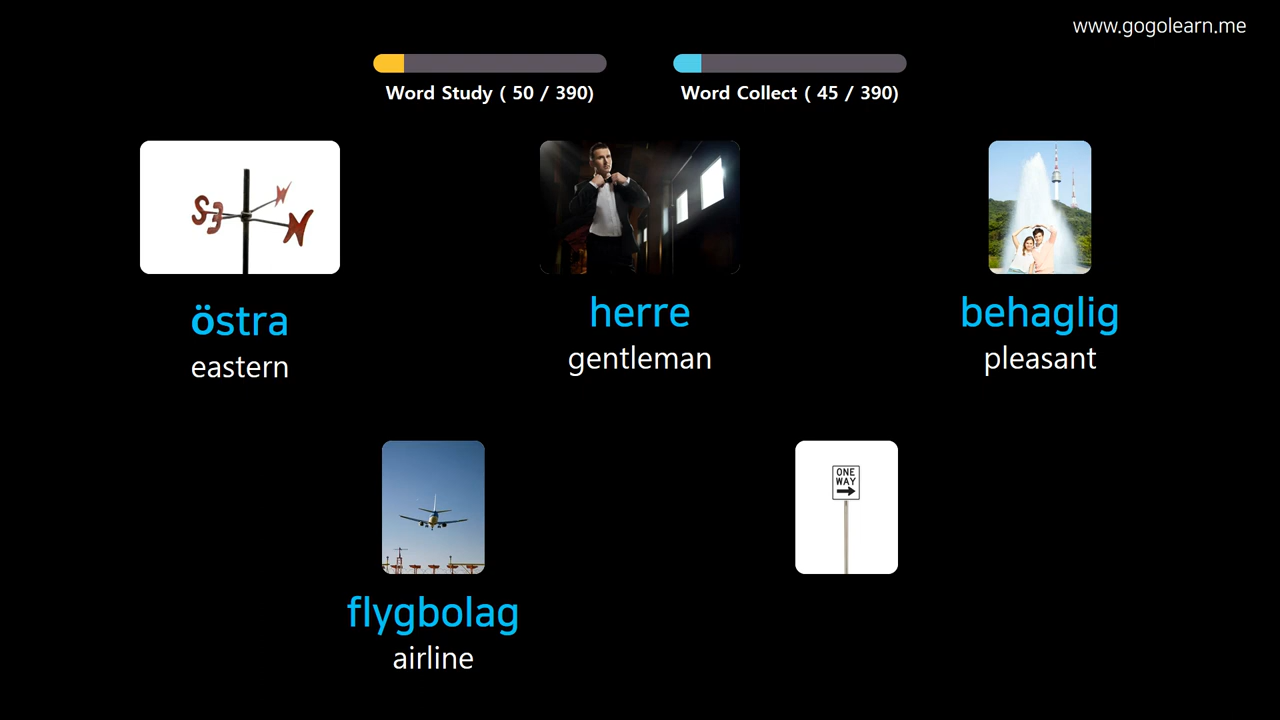 www.gogolearn.me
Word Study ( 50 / 390)
Word Collect ( 45 / 390)
S E W N
östra
eastern
herre
gentleman
behaglig
pleasant
flygbolag
airline
ONE
WAY